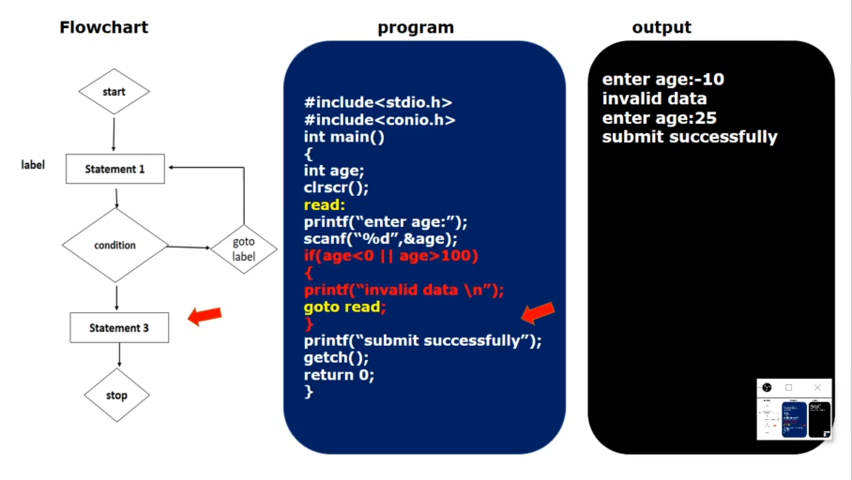 Flowchart
start
label
Statement 1
condition
goto
label
Statement 3
stop
program
#include<stdio.h>
#include<conio.h>
int main()
{
int age;
clrscr();
read:
printf(“enter age:”);
scanf(“%d”,&age);
if(age<0 || age>100)
{
printf(“invalid data \n”);
goto read;
}
printf(“submit successfully”);
getch();
return 0;
}
output
enter age:-10
invalid data
enter age:25
submit successfully